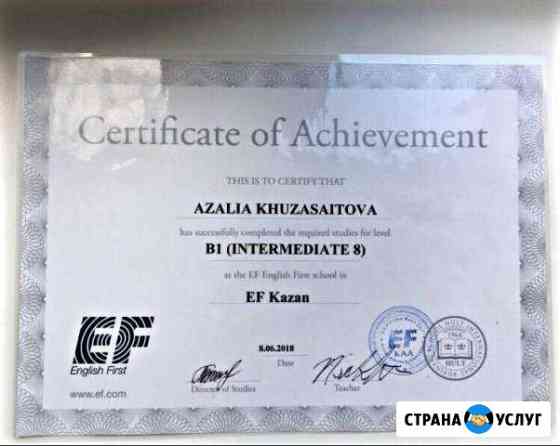 Certificate of Achievement
THIS IS TO CERTIFY THAT
AZALIA KHUZASAITOVA
has successfully completed the required studies for level
B1 (INTERMEDIATE 8)
at the EF English First school in
EF Kazan
8.06.2018
Date
Director of Studies
Teacher
EF
English First
www.ef.com
EF
KAA
HULT
СТРАНА УСЛУГ